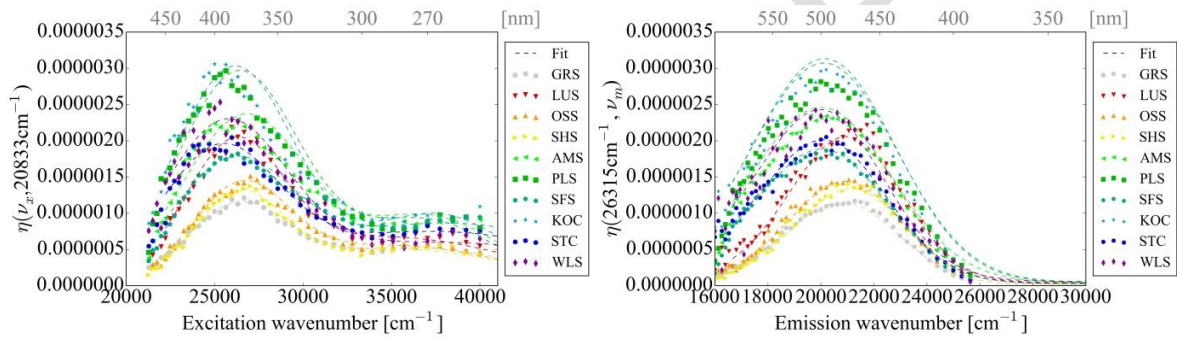 450 400 350 300 270 [nm]
0.0000035
0.0000030
0.0000025
0.0000020
0.0000015
0.0000010
0.0000005
0.0000000
η(νx,20833cm−1)
20000 25000 30000 35000 40000
Excitation wavenumber [cm−1]
Fit
GRS
LUS
OSS
SHS
AMS
PLS
SFS
KOC
STC
WLS
550 500 450 400 350 [nm]
0.0000035
0.0000030
0.0000025
0.0000020
0.0000015
0.0000010
0.0000005
0.0000000
η(26315cm−1, νm)
16000 18000 20000 22000 24000 26000 28000 30000
Emission wavenumber [cm−1]
Fit
GRS
LUS
OSS
SHS
AMS
PLS
SFS
KOC
STC
WLS